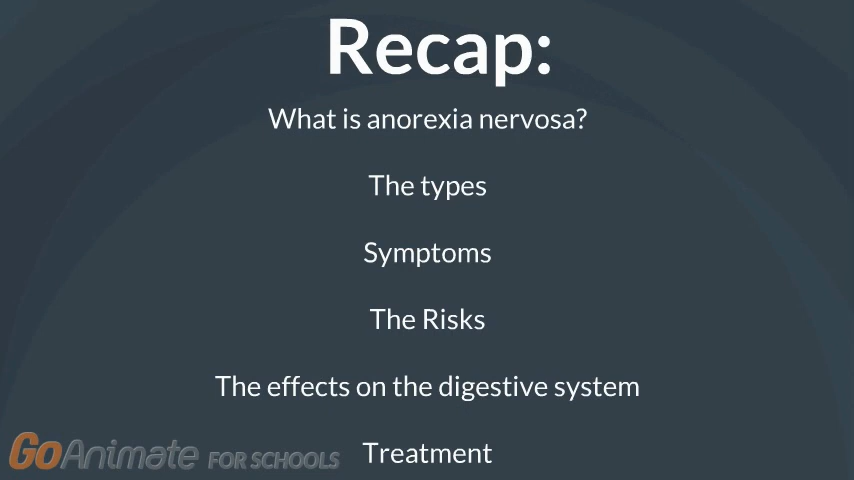 Recap:
What is anorexia nervosa?
The types
Symptoms
The Risks
The effects on the digestive system
Treatment
GoAnimate FOR SCHOOLS